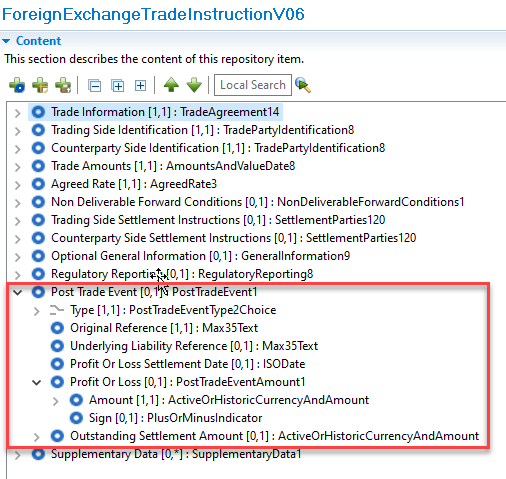 ForeignExchangeTradeInstructionV06
Content
This section describes the content of this repository item.
Local Search
Trade Information [1,1] : TradeAgreement14
Trading Side Identification [1,1] : TradePartyIdentification8
Counterparty Side Identification [1,1] : TradePartyIdentification8
Trade Amounts [1,1] : AmountsAndValueDate8
Agreed Rate [1,1] : AgreedRate3
Non Deliverable Forward Conditions [0,1] : NonDeliverableForwardConditions1
Trading Side Settlement Instructions [0,1] : SettlementParties120
Counterparty Side Settlement Instructions [0,1] : SettlementParties120
Optional General Information [0,1] : GeneralInformation9
Regulatory Reporting [0,1] : RegulatoryReporting8
Post Trade Event [0,1] : PostTradeEvent1
Type [1,1] : PostTradeEventType2Choice
Original Reference [1,1] : Max35Text
Underlying Liability Reference [0,1] : Max35Text
Profit Or Loss Settlement Date [0,1] : ISODate
Profit Or Loss [0,1] : PostTradeEventAmount1
Amount [1,1] : ActiveOrHistoricCurrencyAndAmount
Sign [0,1] : PlusOrMinusIndicator
Outstanding Settlement Amount [0,1] : ActiveOrHistoricCurrencyAndAmount
Supplementary Data [0,*] : SupplementaryData1